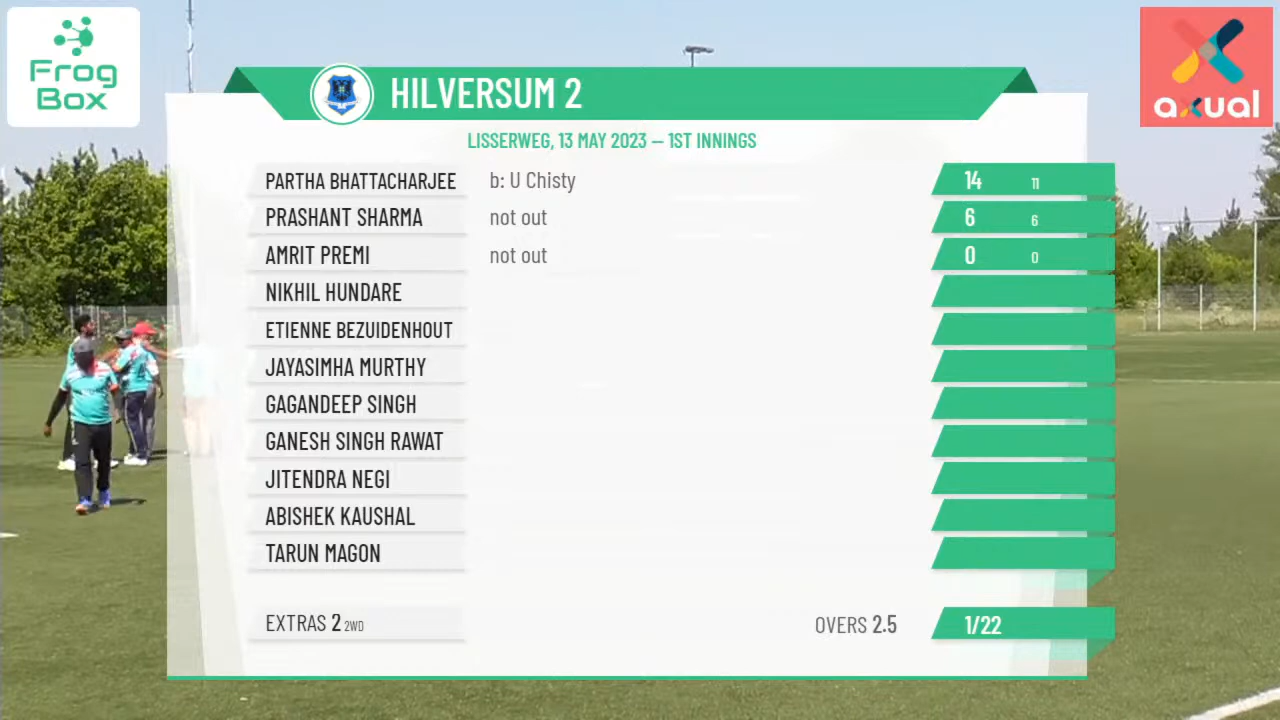 Frog
Box
axual
HILVERSUM 2
LISSERWEG, 13 MAY 2023 – 1ST INNINGS
PARTHA BHATTACHARJEE b: U Chisty 14 11
PRASHANT SHARMA not out 6 6
AMRIT PREMI not out 0 0
NIKHIL HUNDARE
ETIENNE BEZUIDENHOUT
JAYASIMHA MURTHY
GAGANDEEP SINGH
GANESH SINGH RAWAT
JITENDRA NEGI
ABISHEK KAUSHAL
TARUN MAGON
EXTRAS 2 2WD OVERS 2.5 1/22